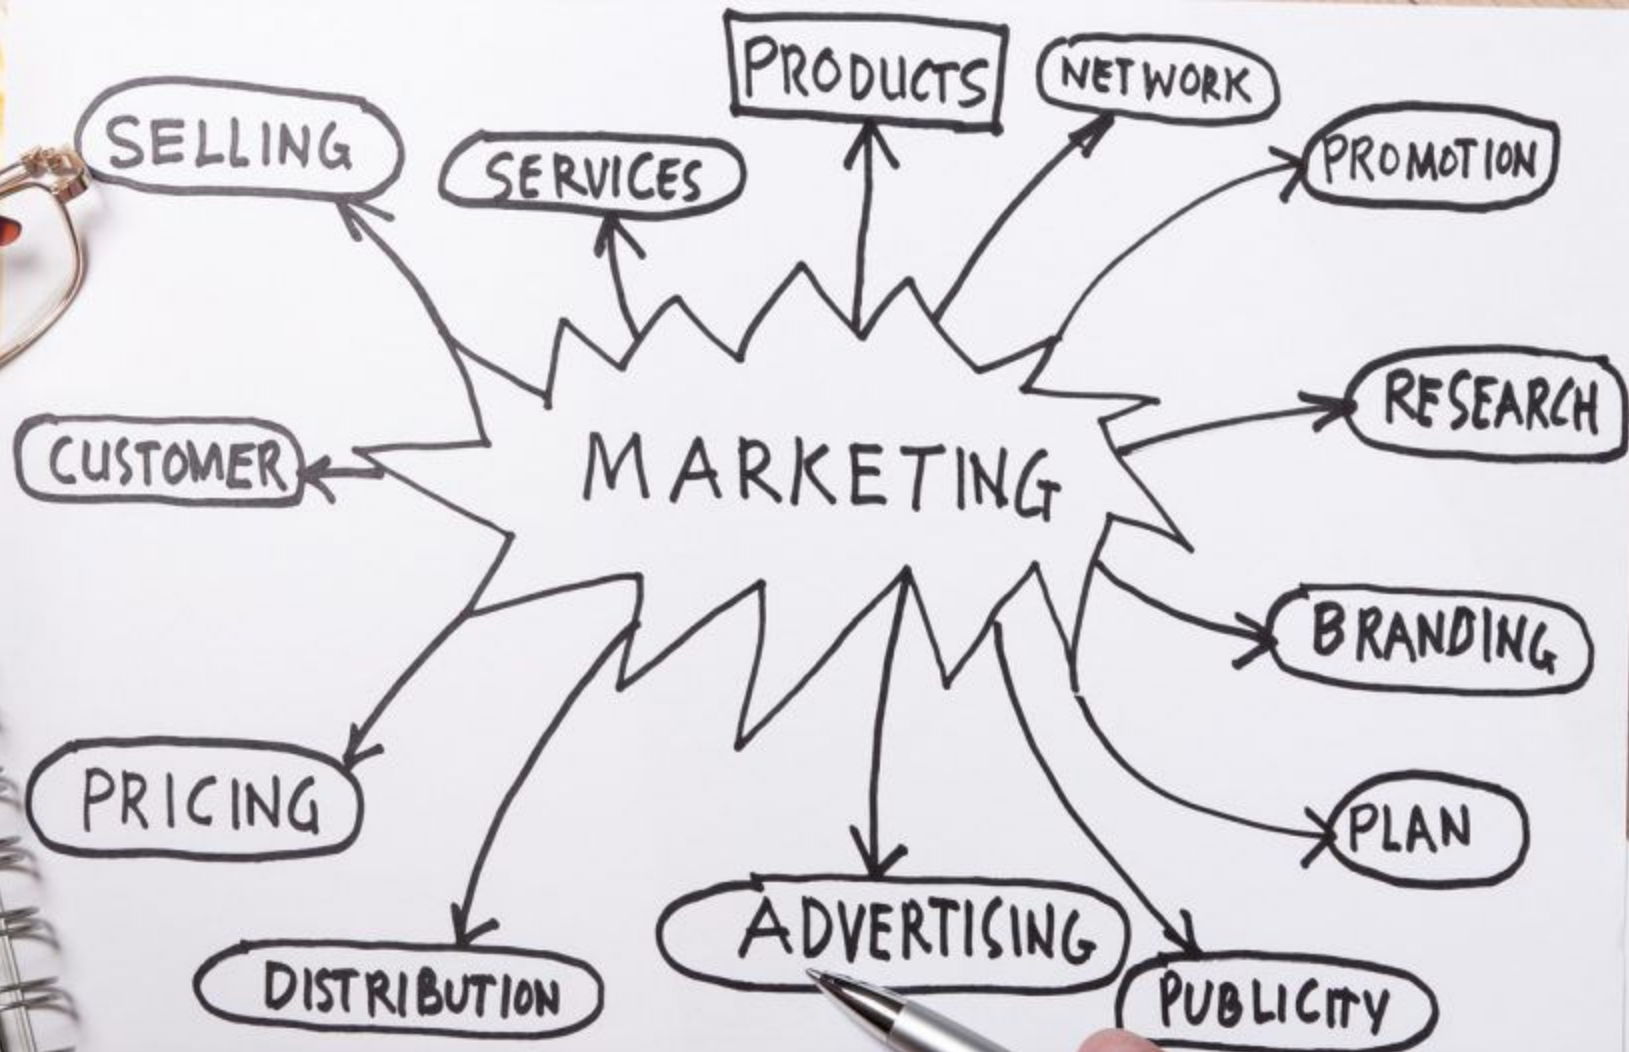 PRODUCTS
NETWORK
SELLING
SERVICES
PROMOTION
RESEARCH
CUSTOMER
MARKETING
BRANDING
PRICING
PLAN
ADVERTISING
DISTRIBUTION
PUBLICITY